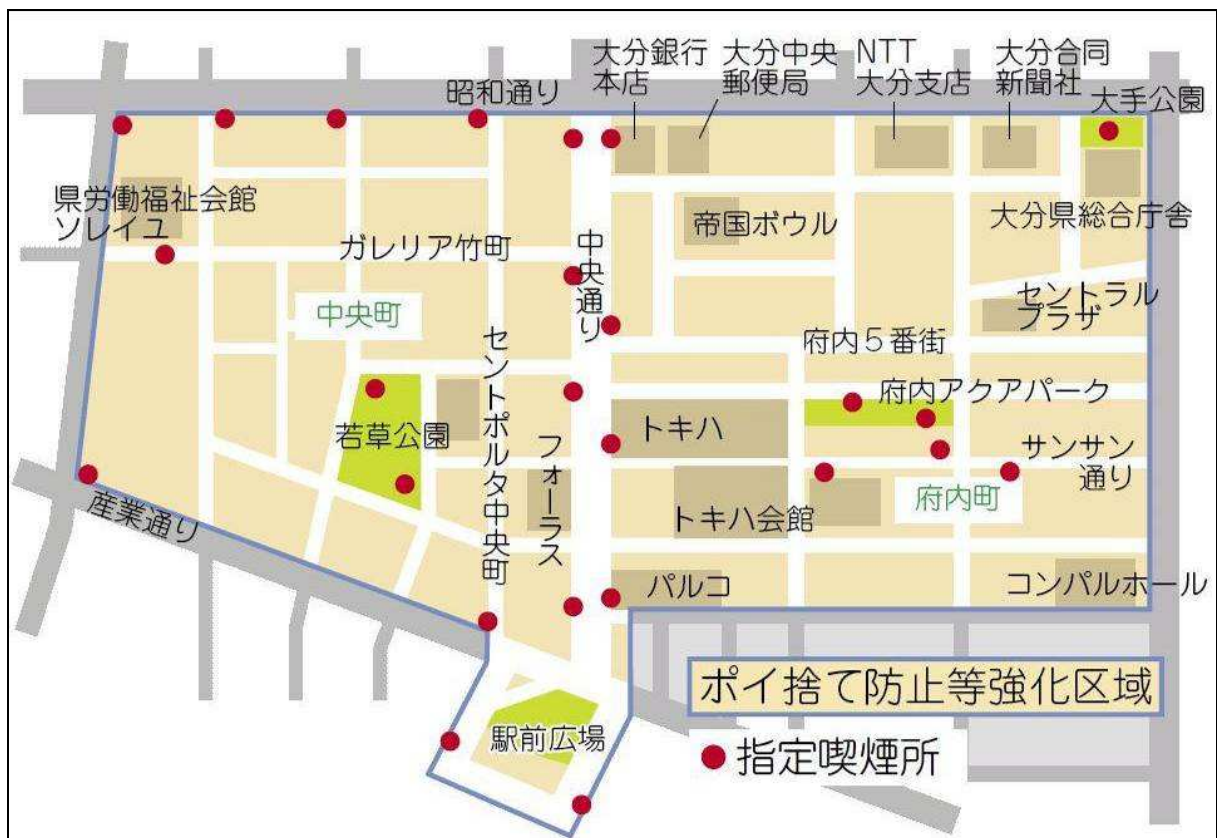 大分銀行
本店
大分中央
郵便局
NTT
大分支店
大分合同
新聞社
昭和通り
大手公園
県労働福祉会館
ソレイユ
帝国ボウル
大分県総合庁舎
ガレリア竹町
中央通り
セントラル
プラザ
中央町
府内5番街
セントポルタ中央町
府内アクアパーク
若草公園
フォーラス
トキハ
サンサン
通り
産業通り
トキハ会館
府内町
パルコ
コンパルホール
ポイ捨て防止等強化区域
駅前広場
指定喫煙所